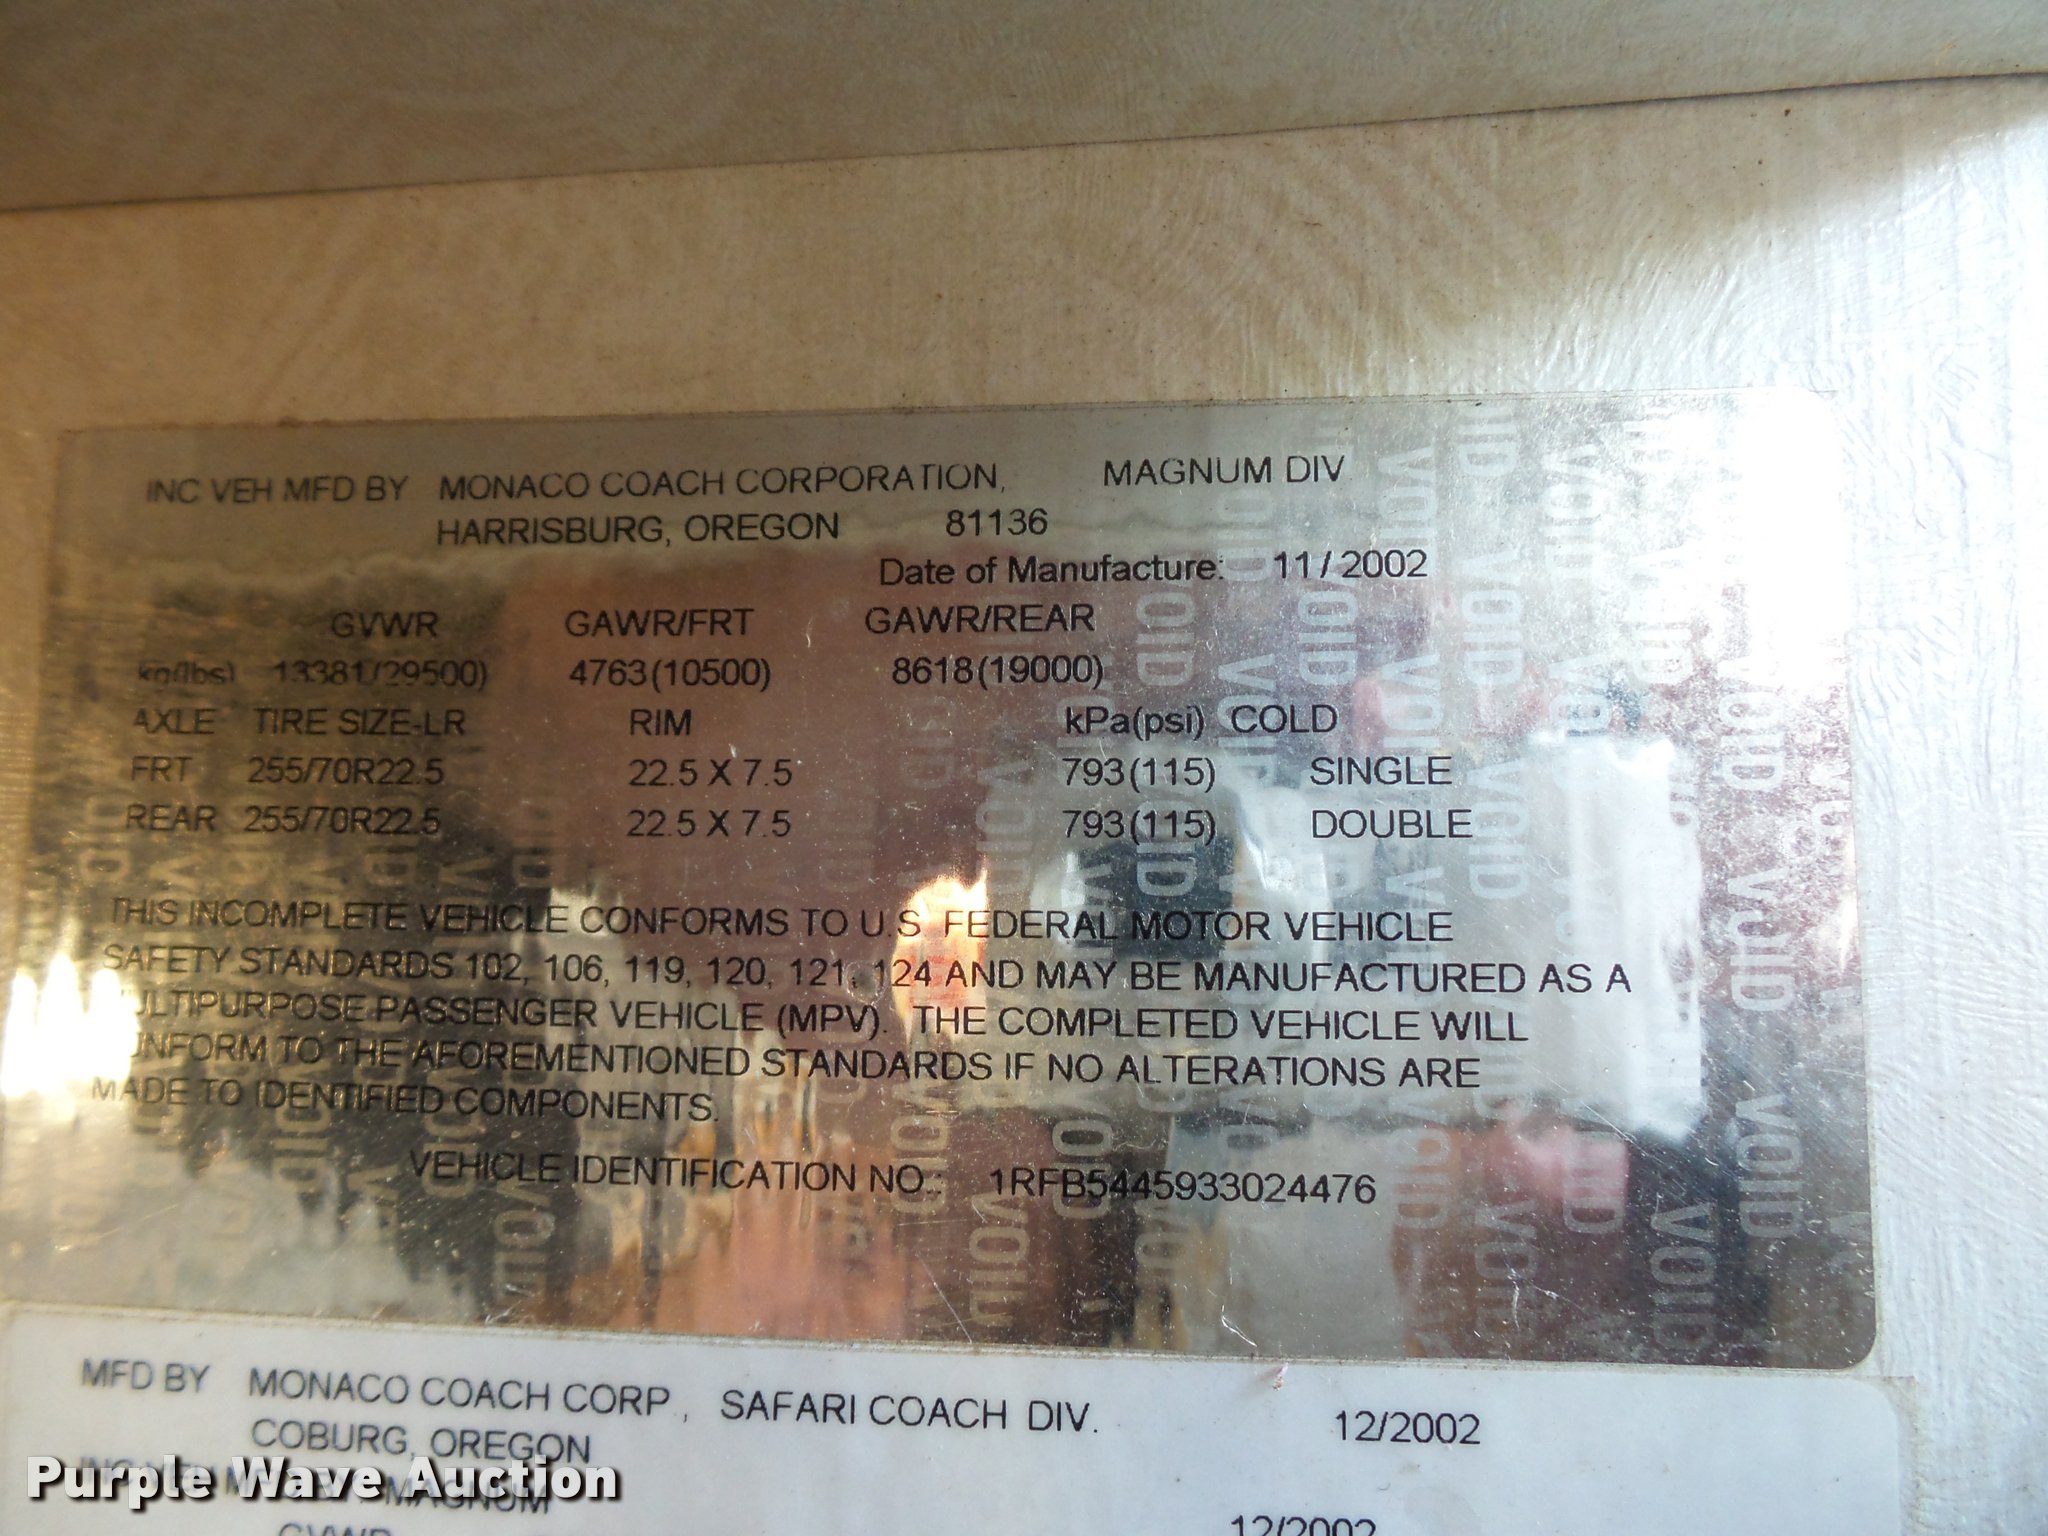 INC VEH MFD BY MONACO COACH CORPORATION, MAGNUM DIV
HARRISBURG, OREGON 81136
Date of Manufacture: 11/2002
GVWR GAWR/FRT GAWR/REAR
kg(lbs) 13381(29500) 4763(10500) 8618(19000)
AXLE TIRE SIZE-LR RIM kPa(psi) COLD
FRT 255/70R22.5 22.5 X 7.5 793(115) SINGLE
REAR 255/70R22.5 22.5 X 7.5 793(115) DOUBLE
THIS INCOMPLETE VEHICLE CONFORMS TO U.S FEDERAL MOTOR VEHICLE
SAFETY STANDARDS 102, 106, 119, 120, 121, 124 AND MAY BE MANUFACTURED AS A
MULTIPURPOSE PASSENGER VEHICLE (MPV). THE COMPLETED VEHICLE WILL
CONFORM TO THE AFOREMENTIONED STANDARDS IF NO ALTERATIONS ARE
MADE TO IDENTIFIED COMPONENTS.
VEHICLE IDENTIFICATION NO.: 1RFB5445933024476
MFD BY MONACO COACH CORP., SAFARI COACH DIV. 12/2002
COBURG, OREGON
INC VEH MAGNUM
GVWR 12/2002
Purple Wave Auction